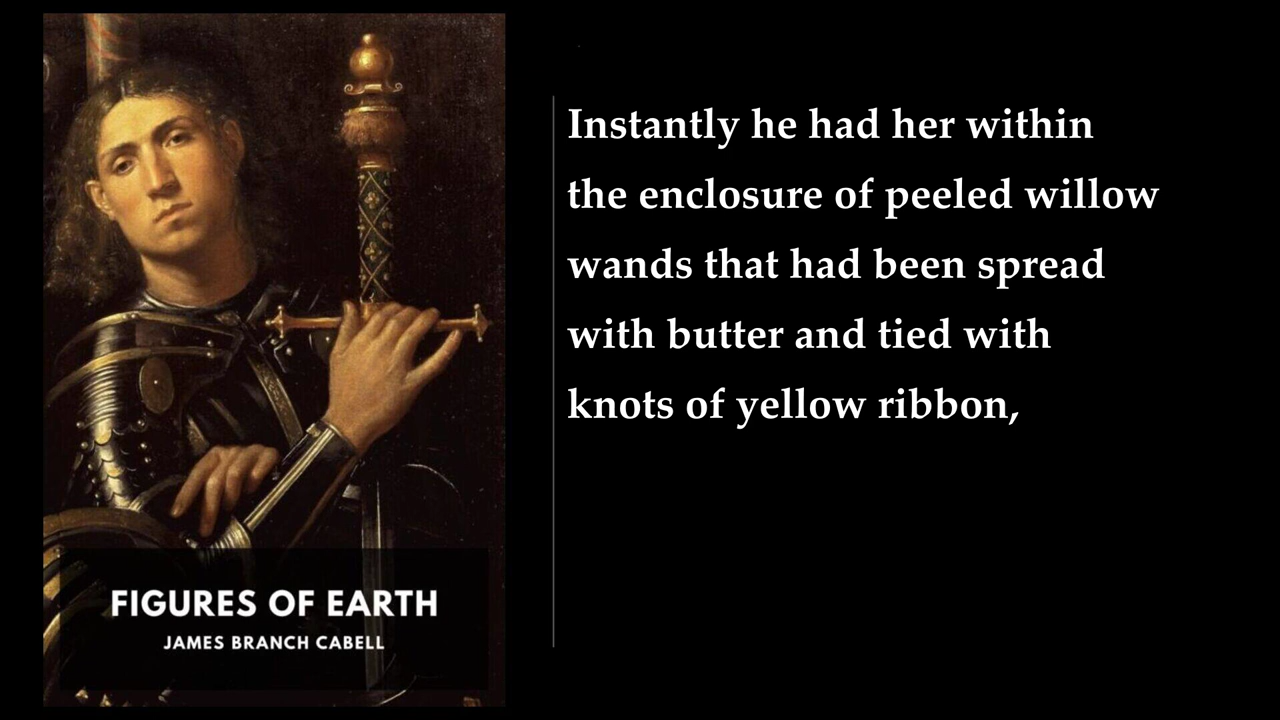 FIGURES OF EARTH
JAMES BRANCH CABELL
Instantly he had her within
the enclosure of peeled willow
wands that had been spread
with butter and tied with
knots of yellow ribbon,